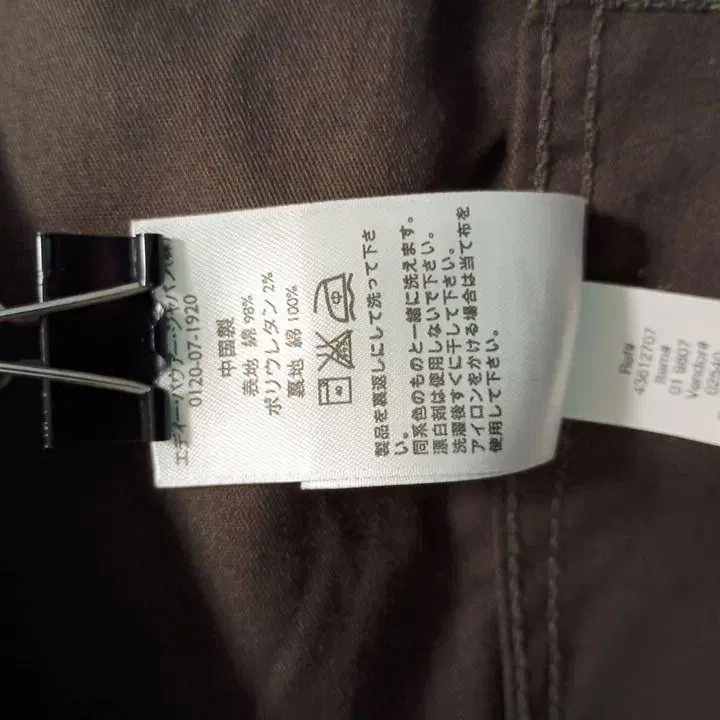 エディー・バウアー・ジャパン(株)
0120-07-1920
中国製
表地 綿 98%
ポリウレタン 2%
裏地 綿 100%
40
中
製品を裏返しにして洗って下さ
い。
同系色のものと一緒に洗えます。
漂白剤は使用しないで下さい。
洗濯後すぐに干して下さい。
アイロンをかける場合は当て布を
使用して下さい。
Ref#
43612707
Item#
01 9807
Vendor#